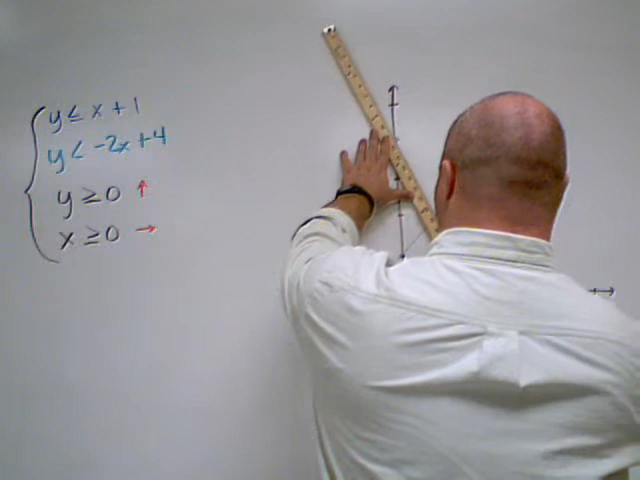 y ≤ x + 1
y < -2x + 4
y ≥ 0 ↑
x ≥ 0 →